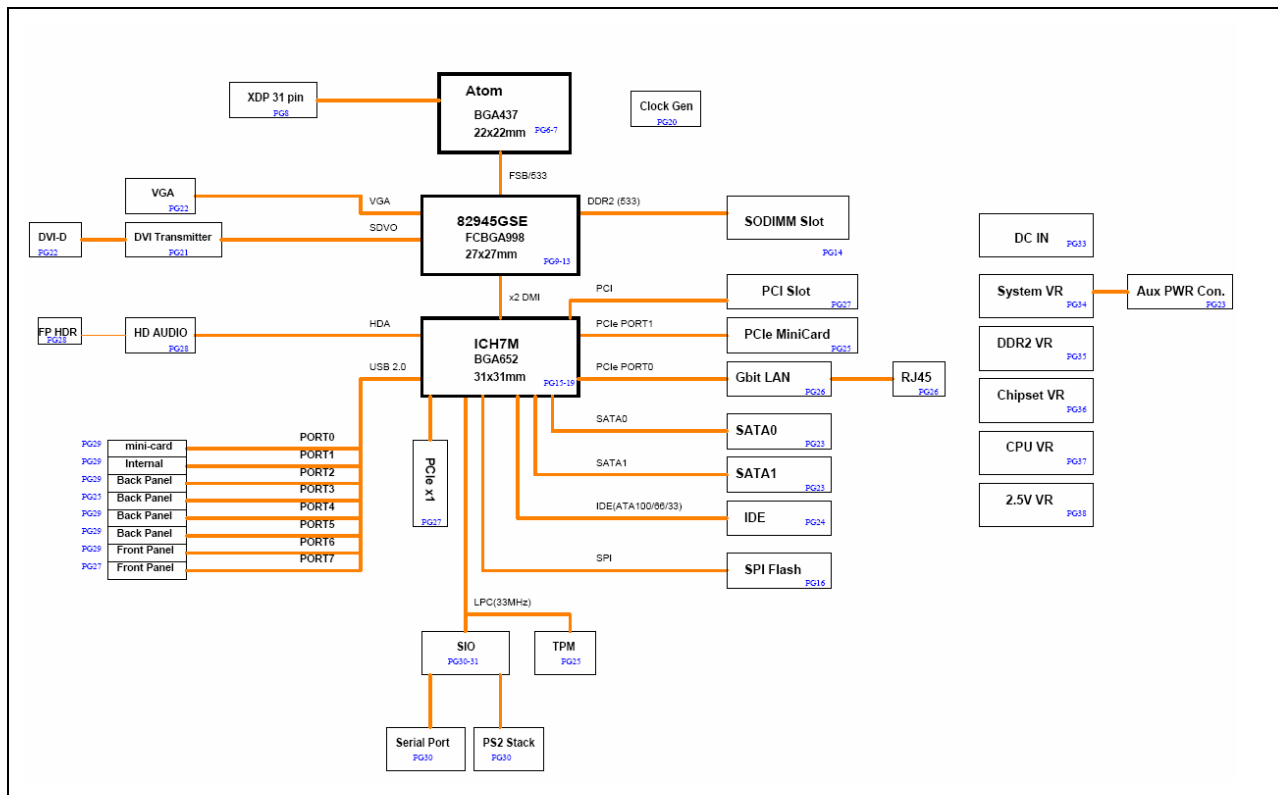 Atom
BGA437
22x22mm
PG6-7
XDP 31 pin
PG8
Clock Gen
PG20
FSB/533
VGA
PG22
VGA
DDR2 (533)
82945GSE
FCBGA998
27x27mm
PG9-13
SODIMM Slot
PG14
DVI-D
PG22
DVI Transmitter
PG21
SDVO
DC IN
PG33
x2 DMI
PCI
PCI Slot
PG27
System VR
PG34
Aux PWR Con.
PG23
FP HDR
PG28
HD AUDIO
PG28
HDA
ICH7M
BGA652
31x31mm
PG15-19
PCIe PORT1
PCIe MiniCard
PG25
DDR2 VR
PG35
USB 2.0
PCIe PORT0
Gbit LAN
PG26
RJ45
PG26
Chipset VR
PG36
SATA0
SATA0
PG23
CPU VR
PG37
SATA1
SATA1
PG23
2.5V VR
PG38
IDE(ATA100/66/33)
IDE
PG24
SPI
SPI Flash
PG16
PCIe x1
PG27
PG29 mini-card PORT0
PG29 Internal PORT1
PG29 Back Panel PORT2
PG25 Back Panel PORT3
PG29 Back Panel PORT4
PG29 Back Panel PORT5
PG29 Front Panel PORT6
PG27 Front Panel PORT7
LPC(33MHz)
SIO
PG30-31
TPM
PG25
Serial Port
PG30
PS2 Stack
PG30